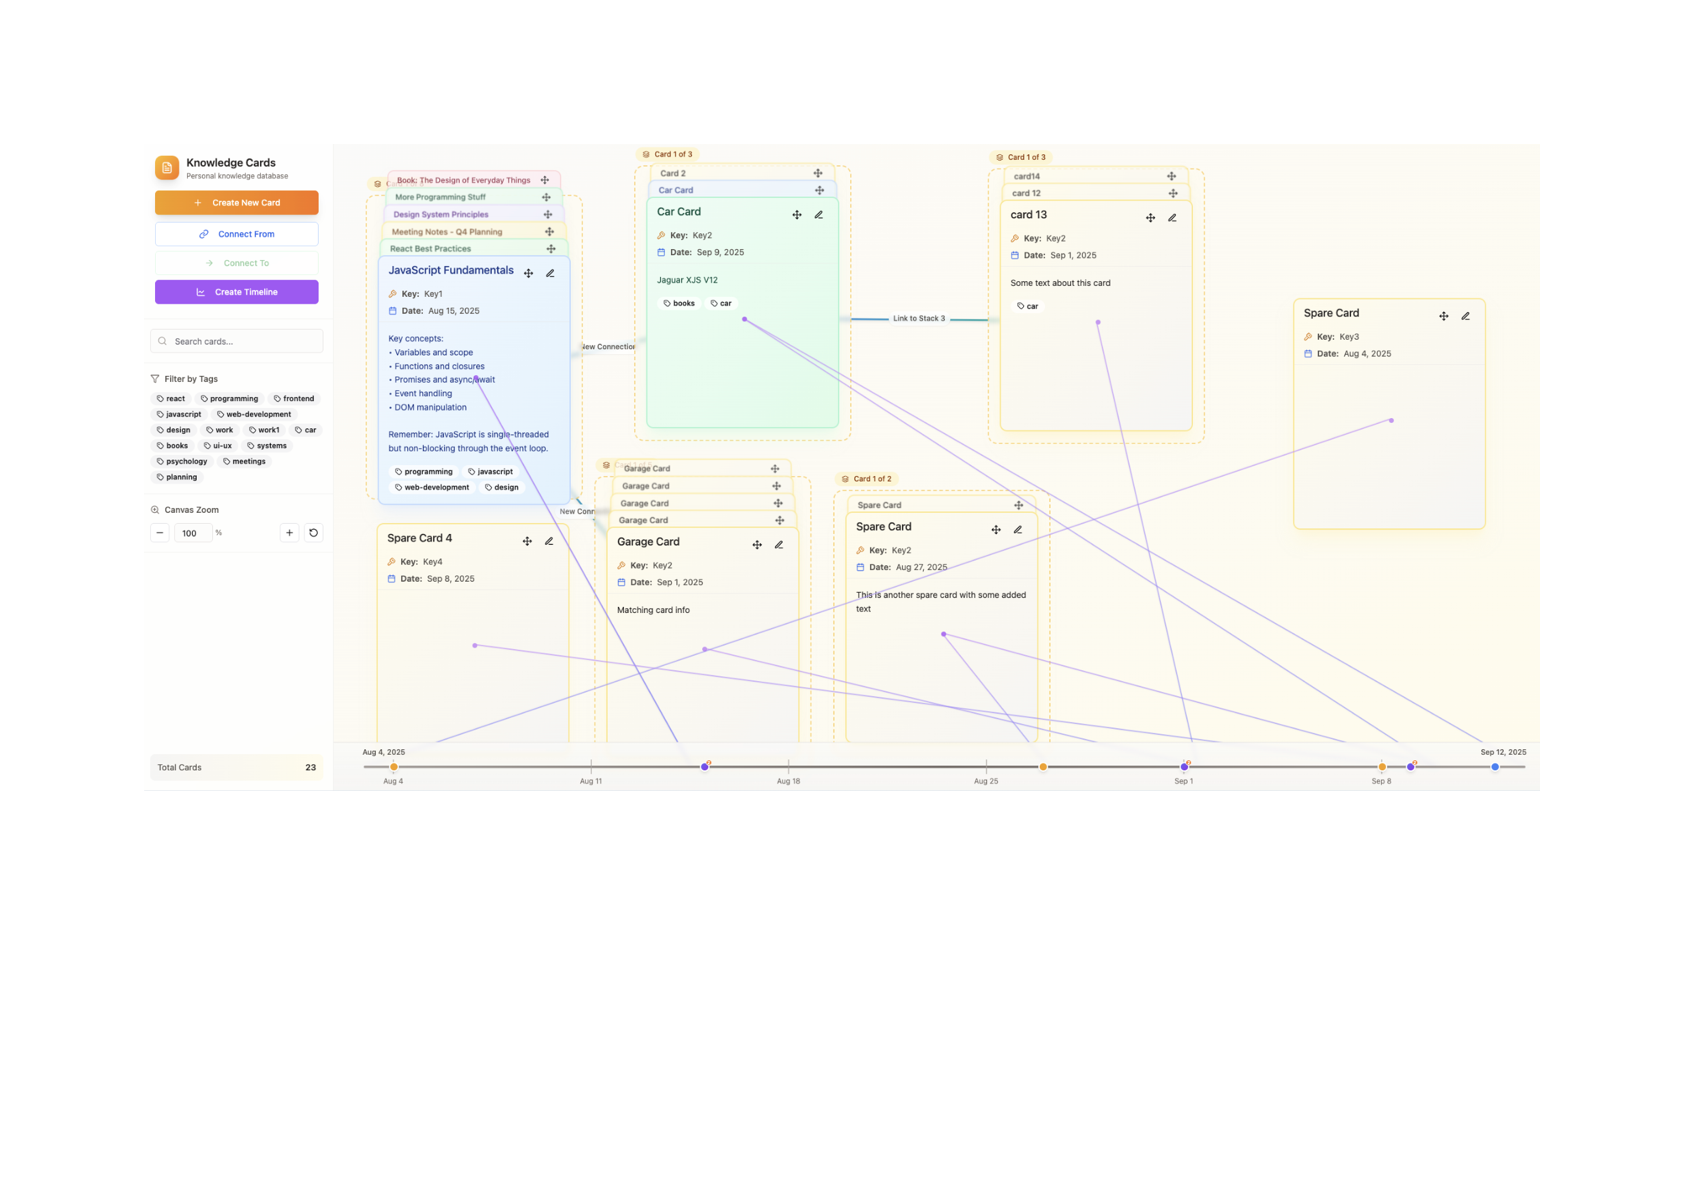 Knowledge Cards
Personal knowledge database
Create New Card
Connect From
Connect To
Create Timeline
Search cards...
Filter by Tags
react programming frontend
javascript web-development
design work work1 car
books ui-ux systems
psychology meetings
planning
Canvas Zoom
100 %
Total Cards 23
Book: The Design of Everyday Things
More Programming Stuff
Design System Principles
Meeting Notes - Q4 Planning
React Best Practices
JavaScript Fundamentals
Key: Key1
Date: Aug 15, 2025
Key concepts:
• Variables and scope
• Functions and closures
• Promises and async/await
• Event handling
• DOM manipulation
Remember: JavaScript is single-threaded
but non-blocking through the event loop.
programming javascript
web-development design
New Connection
Card 1 of 3
Card 2
Car Card
Car Card
Key: Key2
Date: Sep 9, 2025
Jaguar XJS V12
books car
Link to Stack 3
Card 1 of 3
card14
card 12
card 13
Key: Key2
Date: Sep 1, 2025
Some text about this card
car
Spare Card
Key: Key3
Date: Aug 4, 2025
Spare Card 4
Key: Key4
Date: Sep 8, 2025
New Conn
Garage Card
Garage Card
Garage Card
Garage Card
Garage Card
Key: Key2
Date: Sep 1, 2025
Matching card info
Card 1 of 2
Spare Card
Spare Card
Key: Key2
Date: Aug 27, 2025
This is another spare card with some added
text
Aug 4, 2025
Sep 12, 2025
Aug 4 Aug 11 Aug 18 Aug 25 Sep 1 Sep 8